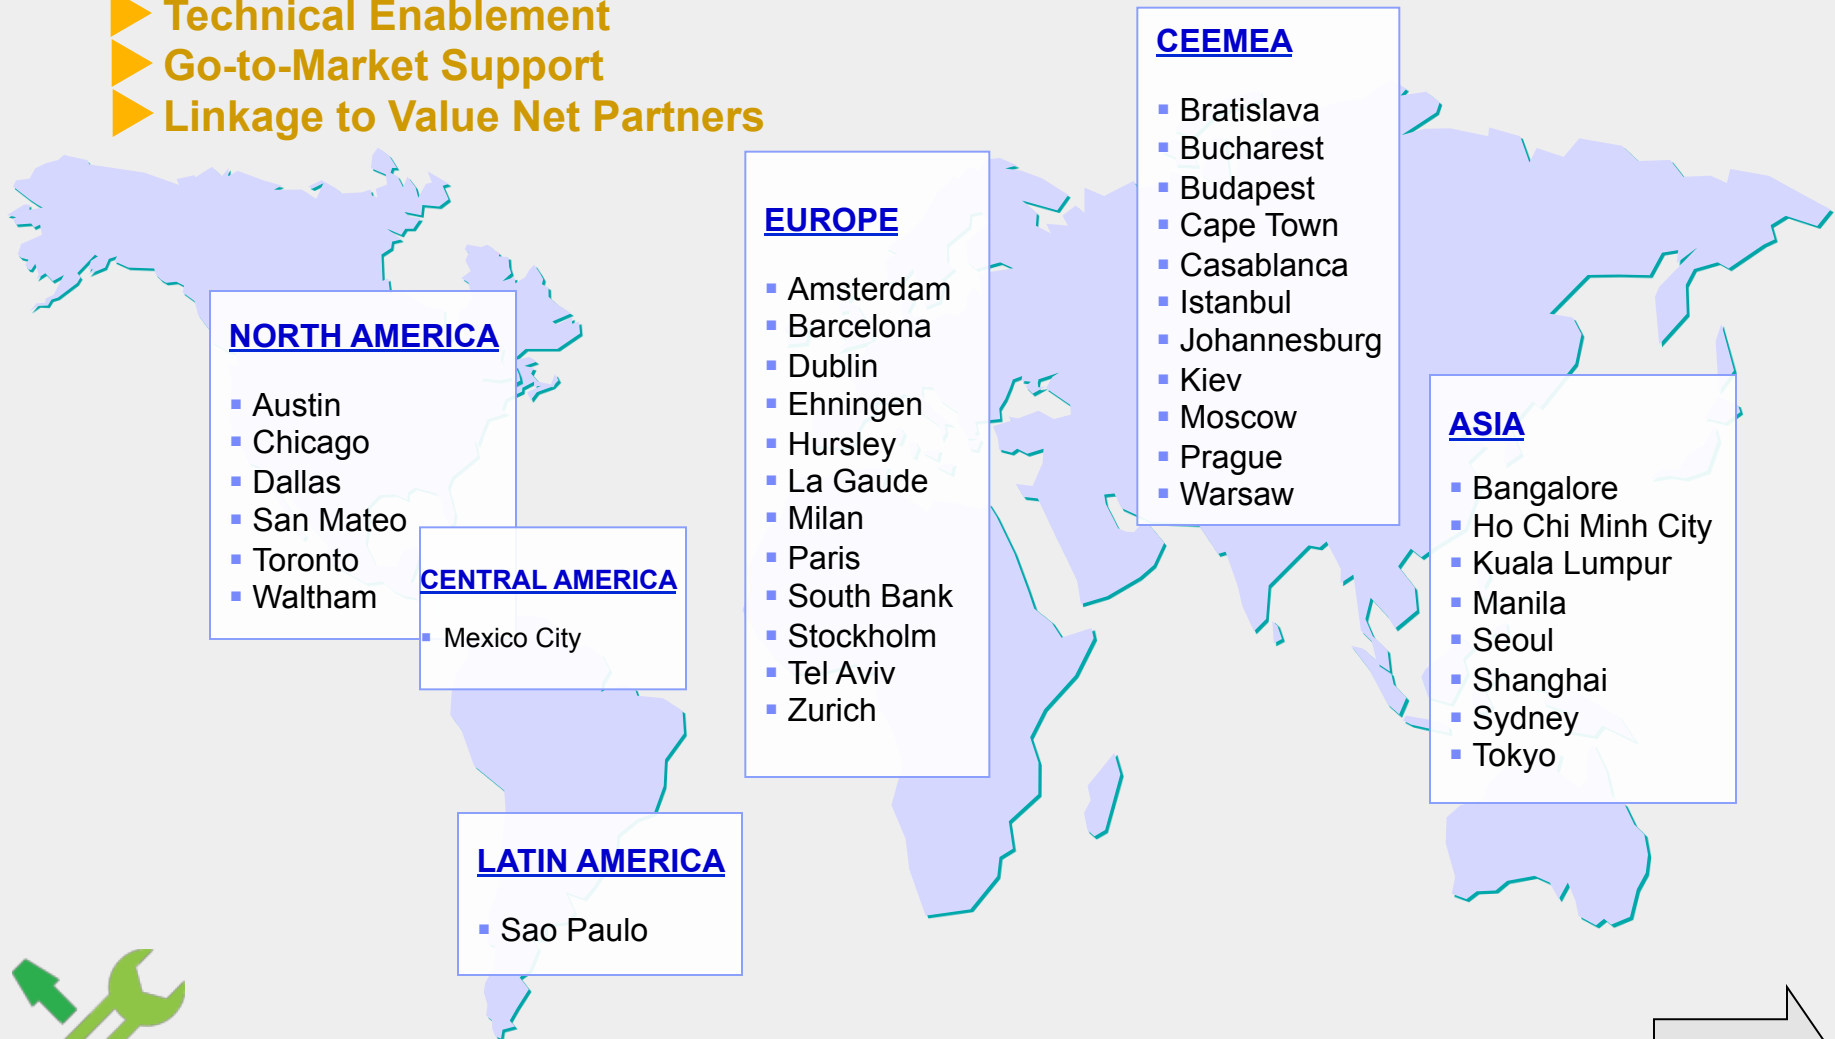 Technical Enablement
Go-to-Market Support
Linkage to Value Net Partners
NORTH AMERICA
Austin
Chicago
Dallas
San Mateo
Toronto
Waltham
CENTRAL AMERICA
Mexico City
LATIN AMERICA
Sao Paulo
EUROPE
Amsterdam
Barcelona
Dublin
Ehningen
Hursley
La Gaude
Milan
Paris
South Bank
Stockholm
Tel Aviv
Zurich
CEEMEA
Bratislava
Bucharest
Budapest
Cape Town
Casablanca
Istanbul
Johannesburg
Kiev
Moscow
Prague
Warsaw
ASIA
Bangalore
Ho Chi Minh City
Kuala Lumpur
Manila
Seoul
Shanghai
Sydney
Tokyo